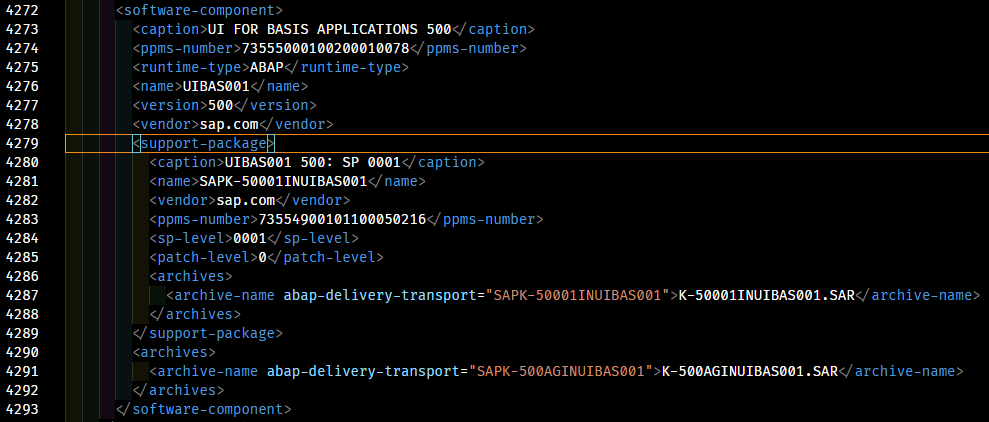 4272 <software-component>
4273 <caption>UI FOR BASIS APPLICATIONS 500</caption>
4274 <ppms-number>73555000100200010078</ppms-number>
4275 <runtime-type>ABAP</runtime-type>
4276 <name>UIBAS001</name>
4277 <version>500</version>
4278 <vendor>sap.com</vendor>
4279 <support-package>
4280 <caption>UIBAS001 500: SP 0001</caption>
4281 <name>SAPK-50001INUIBAS001</name>
4282 <vendor>sap.com</vendor>
4283 <ppms-number>73554900101100050216</ppms-number>
4284 <sp-level>0001</sp-level>
4285 <patch-level>0</patch-level>
4286 <archives>
4287 <archive-name abap-delivery-transport="SAPK-50001INUIBAS001">K-50001INUIBAS001.SAR</archive-name>
4288 </archives>
4289 </support-package>
4290 <archives>
4291 <archive-name abap-delivery-transport="SAPK-500AGINUIBAS001">K-500AGINUIBAS001.SAR</archive-name>
4292 </archives>
4293 </software-component>